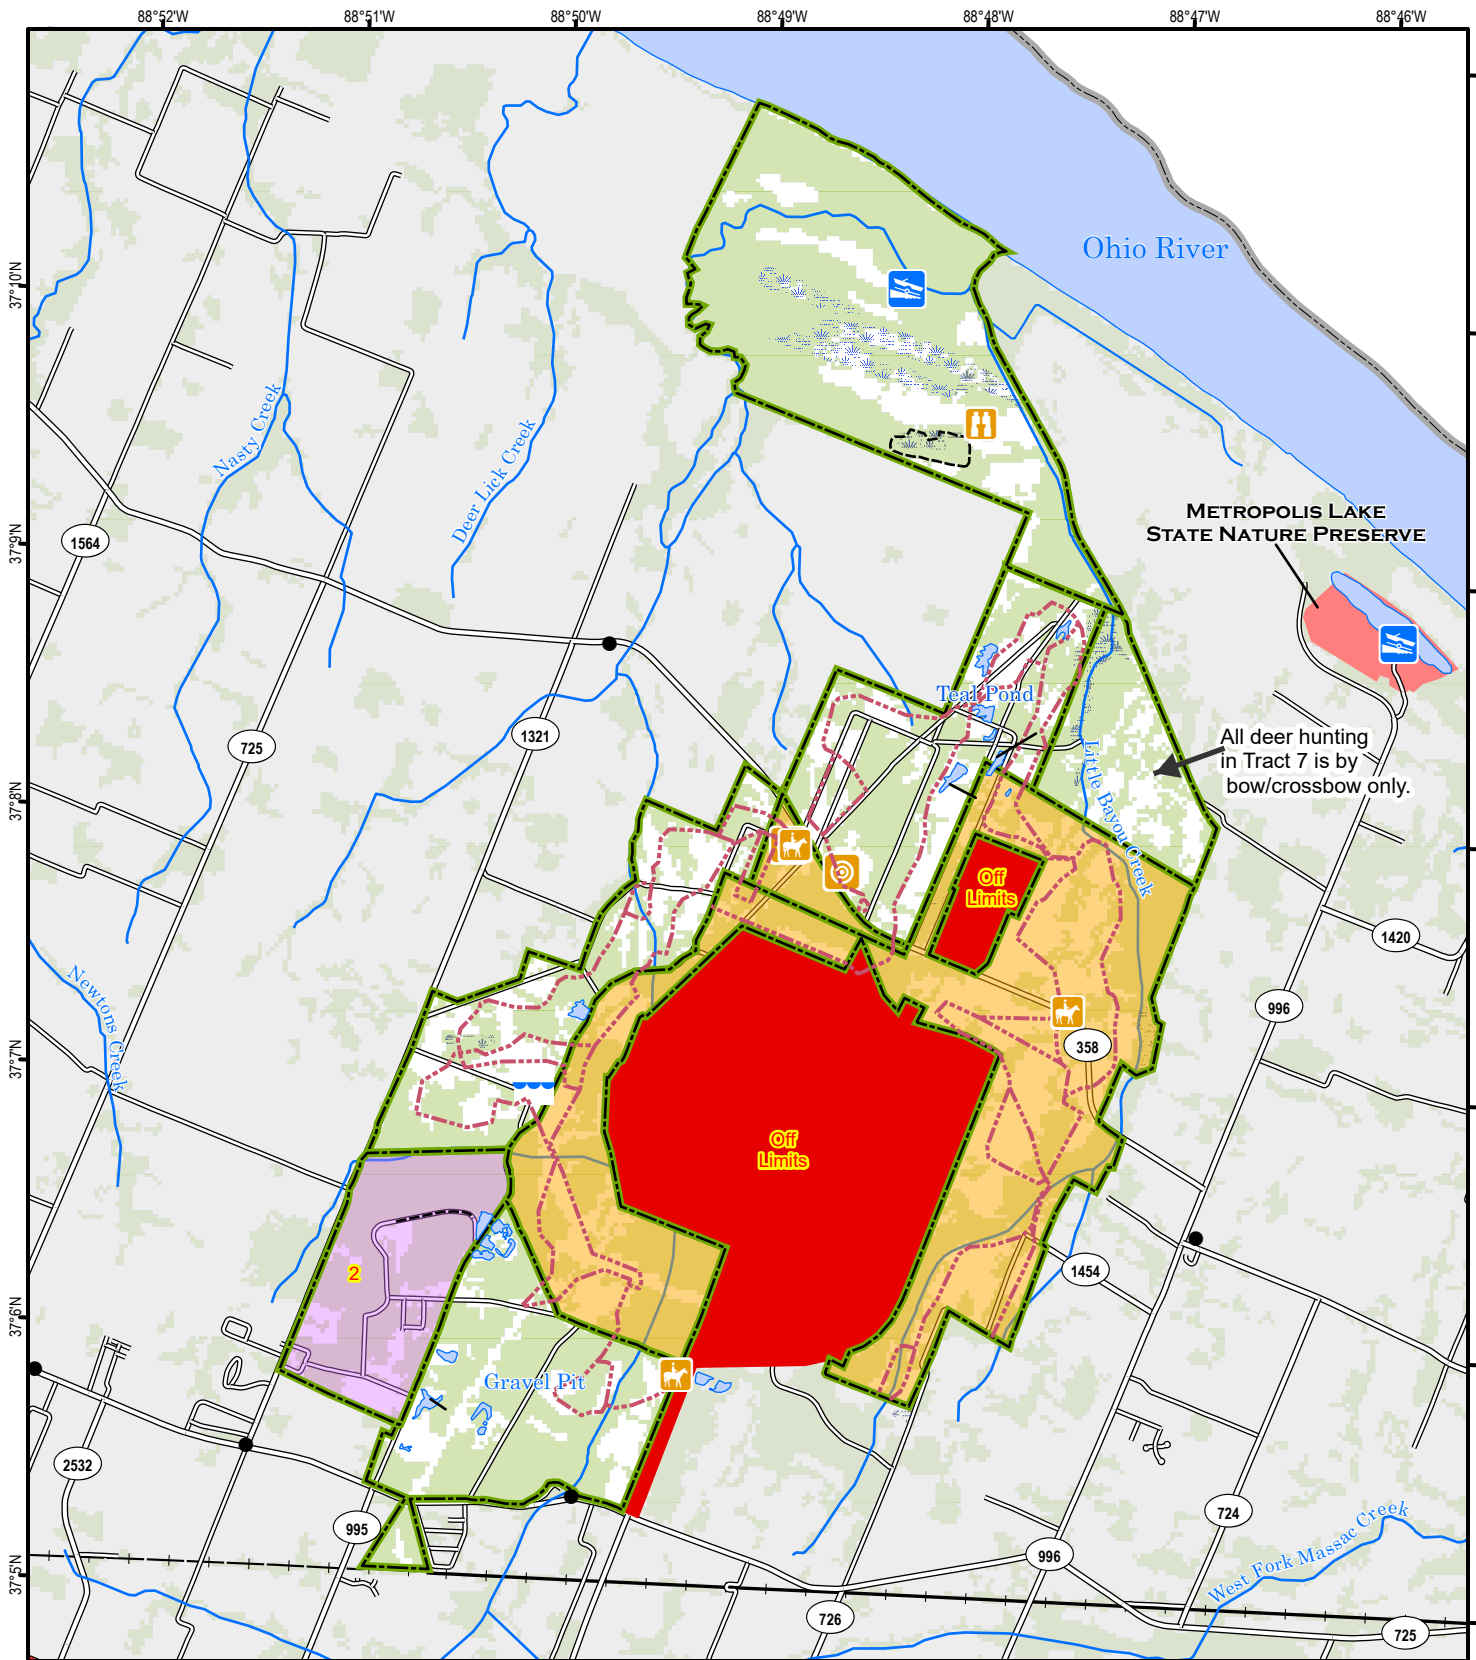 88°52'W
88°51'W
88°50'W
88°49'W
88°48'W
88°47'W
88°46'W
37°10'N
37°9'N
37°8'N
37°7'N
37°6'N
37°5'N
Ohio River
Nasty Creek
Deer Lick Creek
METROPOLIS LAKE
STATE NATURE PRESERVE
1564
725
1321
Teal Pond
Little Bayou Creek
All deer hunting
in Tract 7 is by
bow/crossbow only.
Off
Limits
1420
996
Newtons Creek
358
Off
Limits
2
1454
Gravel Pit
2532
995
724
996
West Fork Massac Creek
726
725